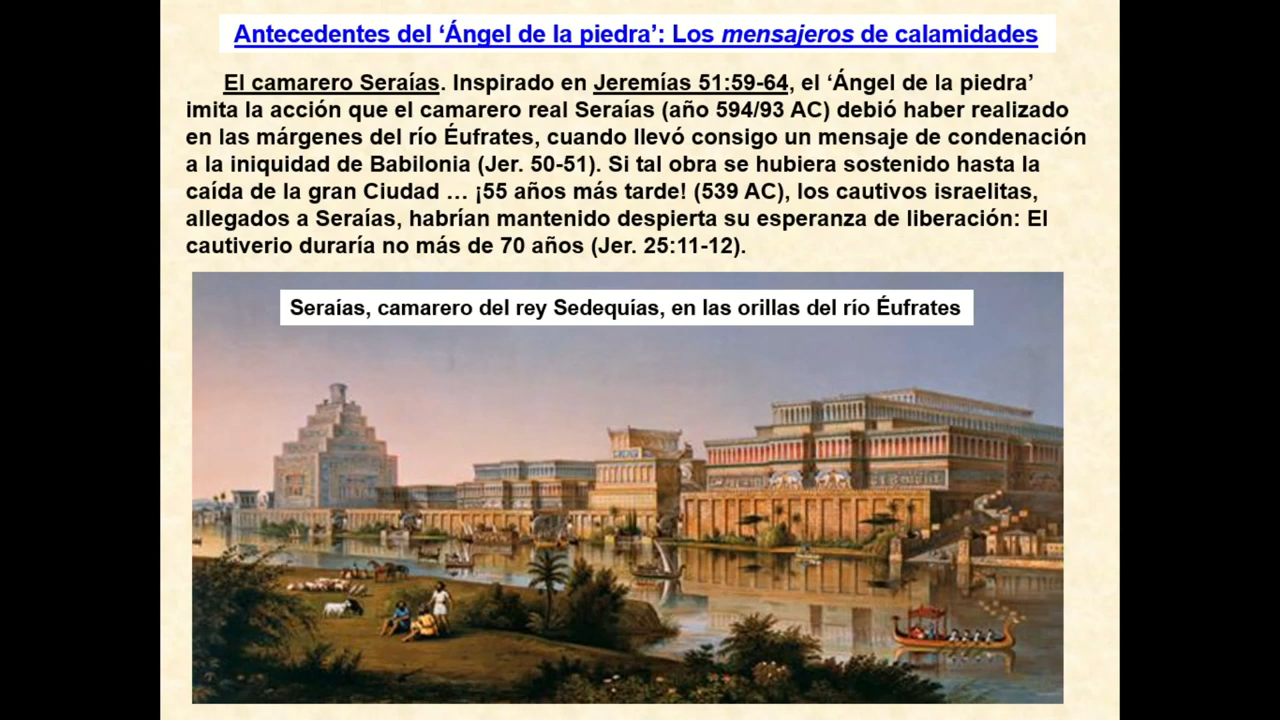 Antecedentes del ‘Ángel de la piedra’: Los mensajeros de calamidades
El camarero Seraías. Inspirado en Jeremías 51:59-64, el ‘Ángel de la piedra’
imita la acción que el camarero real Seraías (año 594/93 AC) debió haber realizado
en las márgenes del río Éufrates, cuando llevó consigo un mensaje de condenación
a la iniquidad de Babilonia (Jer. 50-51). Si tal obra se hubiera sostenido hasta la
caída de la gran Ciudad … ¡55 años más tarde! (539 AC), los cautivos israelitas,
allegados a Seraías, habrían mantenido despierta su esperanza de liberación: El
cautiverio duraría no más de 70 años (Jer. 25:11-12).
Seraías, camarero del rey Sedequías, en las orillas del río Éufrates